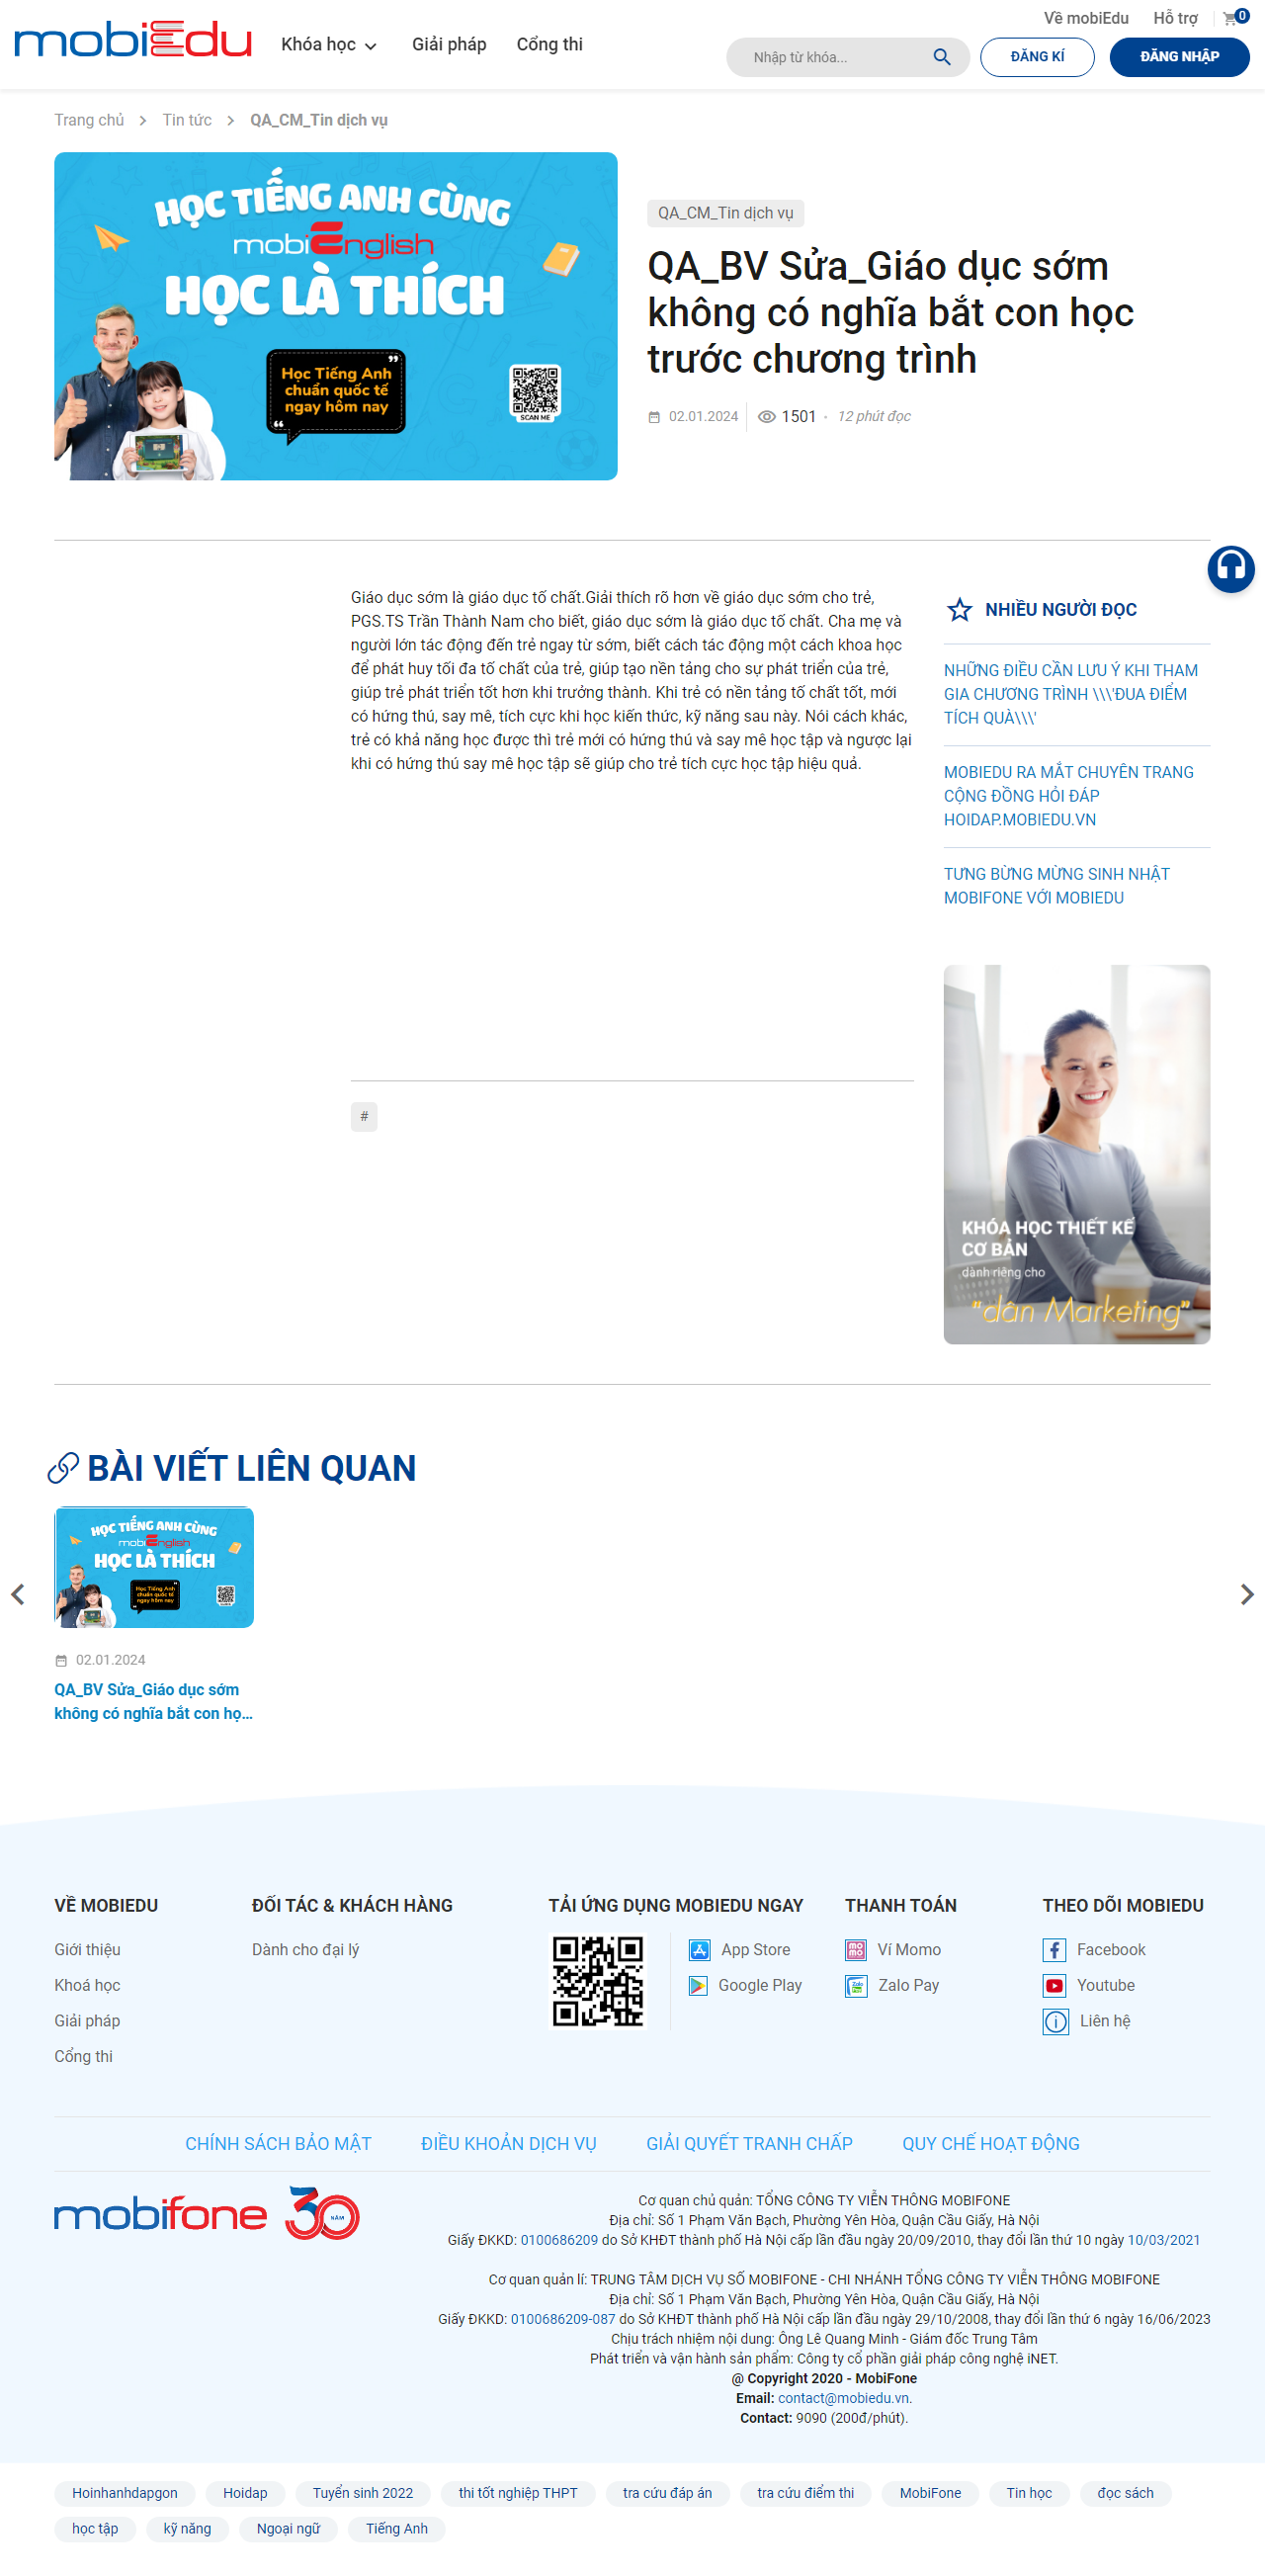 mobiEdu
Khóa học
Giải pháp
Cổng thi
Về mobiEdu
Hỗ trợ
0
Nhập từ khóa...
ĐĂNG KÍ
ĐĂNG NHẬP
Trang chủ
Tin tức
QA_CM_Tin dịch vụ
HỌC TIẾNG ANH CÙNG
mobiEnglish
HỌC LÀ THÍCH
Học Tiếng Anh
chuẩn quốc tế
ngay hôm nay
SCAN ME
QA_CM_Tin dịch vụ
QA_BV Sửa_Giáo dục sớm
không có nghĩa bắt con học
trước chương trình
02.01.2024
1501
12 phút đọc
Giáo dục sớm là giáo dục tố chất.Giải thích rõ hơn về giáo dục sớm cho trẻ,
PGS.TS Trần Thành Nam cho biết, giáo dục sớm là giáo dục tố chất. Cha mẹ và
người lớn tác động đến trẻ ngay từ sớm, biết cách tác động một cách khoa học
để phát huy tối đa tố chất của trẻ, giúp tạo nền tảng cho sự phát triển của trẻ,
giúp trẻ phát triển tốt hơn khi trưởng thành. Khi trẻ có nền tảng tố chất tốt, mới
có hứng thú, say mê, tích cực khi học kiến thức, kỹ năng sau này. Nói cách khác,
trẻ có khả năng học được thì trẻ mới có hứng thú và say mê học tập và ngược lại
khi có hứng thú say mê học tập sẽ giúp cho trẻ tích cực học tập hiệu quả.
#
NHIỀU NGƯỜI ĐỌC
NHỮNG ĐIỀU CẦN LƯU Ý KHI THAM
GIA CHƯƠNG TRÌNH \\\'ĐUA ĐIỂM
TÍCH QUÀ\\\'
MOBIEDU RA MẮT CHUYÊN TRANG
CỘNG ĐỒNG HỎI ĐÁP
HOIDAP.MOBIEDU.VN
TƯNG BỪNG MỪNG SINH NHẬT
MOBIFONE VỚI MOBIEDU
KHÓA HỌC THIẾT KẾ
CƠ BẢN
dành riêng cho
"dân Marketing"
BÀI VIẾT LIÊN QUAN
HỌC TIẾNG ANH CÙNG
mobiEnglish
HỌC LÀ THÍCH
Học Tiếng Anh
chuẩn quốc tế
ngay hôm nay
02.01.2024
QA_BV Sửa_Giáo dục sớm
không có nghĩa bắt con họ...
VỀ MOBIEDU
Giới thiệu
Khoá học
Giải pháp
Cổng thi
ĐỐI TÁC & KHÁCH HÀNG
Dành cho đại lý
TẢI ỨNG DỤNG MOBIEDU NGAY
App Store
Google Play
THANH TOÁN
Ví Momo
Zalo Pay
THEO DÕI MOBIEDU
Facebook
Youtube
Liên hệ
CHÍNH SÁCH BẢO MẬT
ĐIỀU KHOẢN DỊCH VỤ
GIẢI QUYẾT TRANH CHẤP
QUY CHẾ HOẠT ĐỘNG
mobifone 30 NĂM
Cơ quan chủ quản: TỔNG CÔNG TY VIỄN THÔNG MOBIFONE
Địa chỉ: Số 1 Phạm Văn Bạch, Phường Yên Hòa, Quận Cầu Giấy, Hà Nội
Giấy ĐKKD: 0100686209 do Sở KHĐT thành phố Hà Nội cấp lần đầu ngày 20/09/2010, thay đổi lần thứ 10 ngày 10/03/2021
Cơ quan quản lí: TRUNG TÂM DỊCH VỤ SỐ MOBIFONE - CHI NHÁNH TỔNG CÔNG TY VIỄN THÔNG MOBIFONE
Địa chỉ: Số 1 Phạm Văn Bạch, Phường Yên Hòa, Quận Cầu Giấy, Hà Nội
Giấy ĐKKD: 0100686209-087 do Sở KHĐT thành phố Hà Nội cấp lần đầu ngày 29/10/2008, thay đổi lần thứ 6 ngày 16/06/2023
Chịu trách nhiệm nội dung: Ông Lê Quang Minh - Giám đốc Trung Tâm
Phát triển và vận hành sản phẩm: Công ty cổ phần giải pháp công nghệ iNET.
@ Copyright 2020 - MobiFone
Email: contact@mobiedu.vn.
Contact: 9090 (200đ/phút).
Hoinhanhdapgon
Hoidap
Tuyển sinh 2022
thi tốt nghiệp THPT
tra cứu đáp án
tra cứu điểm thi
MobiFone
Tin học
đọc sách
học tập
kỹ năng
Ngoại ngữ
Tiếng Anh